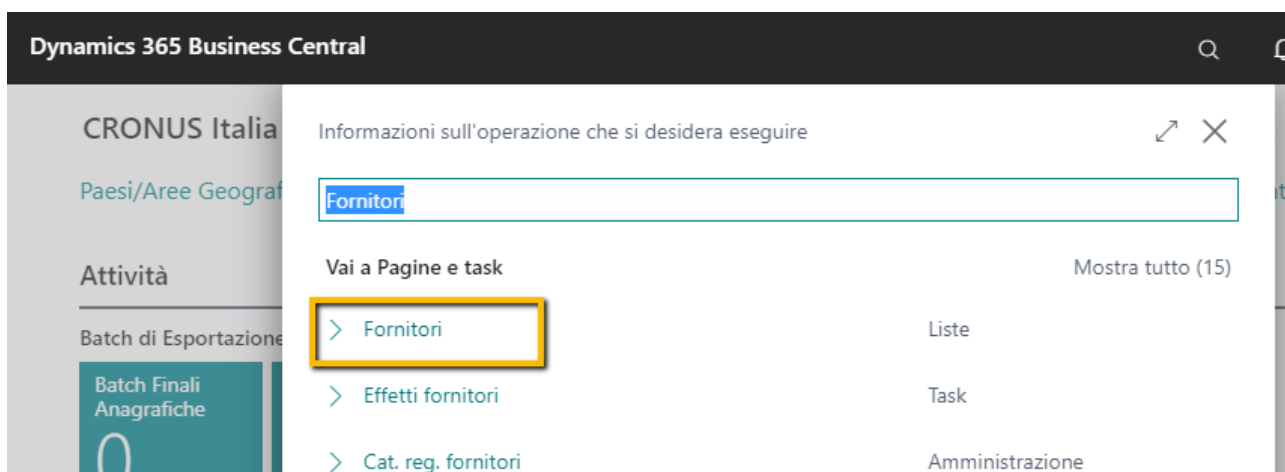 Dynamics 365 Business Central
CRONUS Italia
Informazioni sull'operazione che si desidera eseguire
Paesi/Aree Geograf
Fornitori
Vai a Pagine e task
Mostra tutto (15)
Attività
Fornitori
Liste
Batch di Esportazione
Batch Finali
Anagrafiche
Effetti fornitori
Task
0
Cat. reg. fornitori
Amministrazione